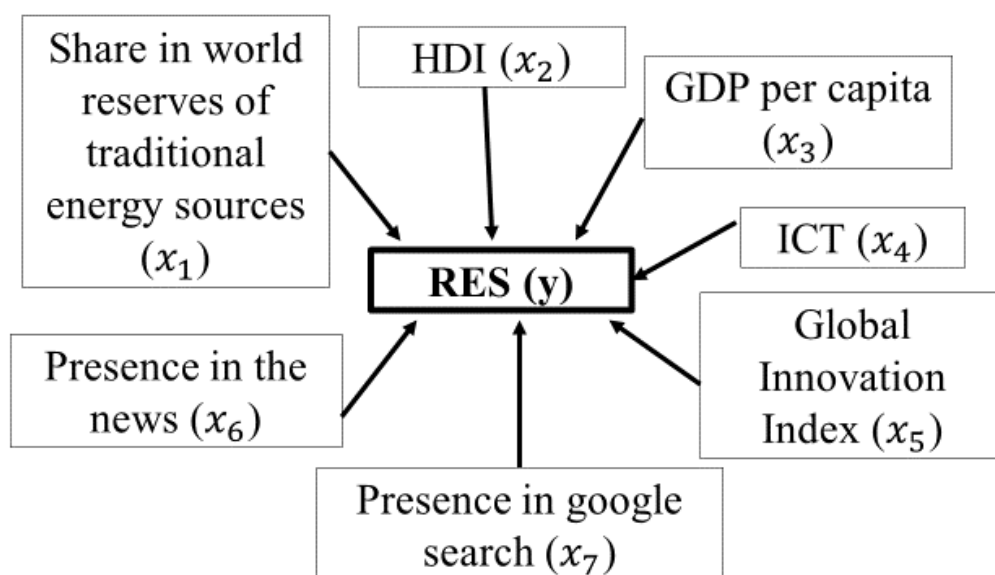 Share in world
reserves of
traditional
energy sources
(x₁)
HDI (x₂)
GDP per capita
(x₃)
ICT (x₄)
RES (y)
Global
Innovation
Index (x₅)
Presence in the
news (x₆)
Presence in google
search (x₇)